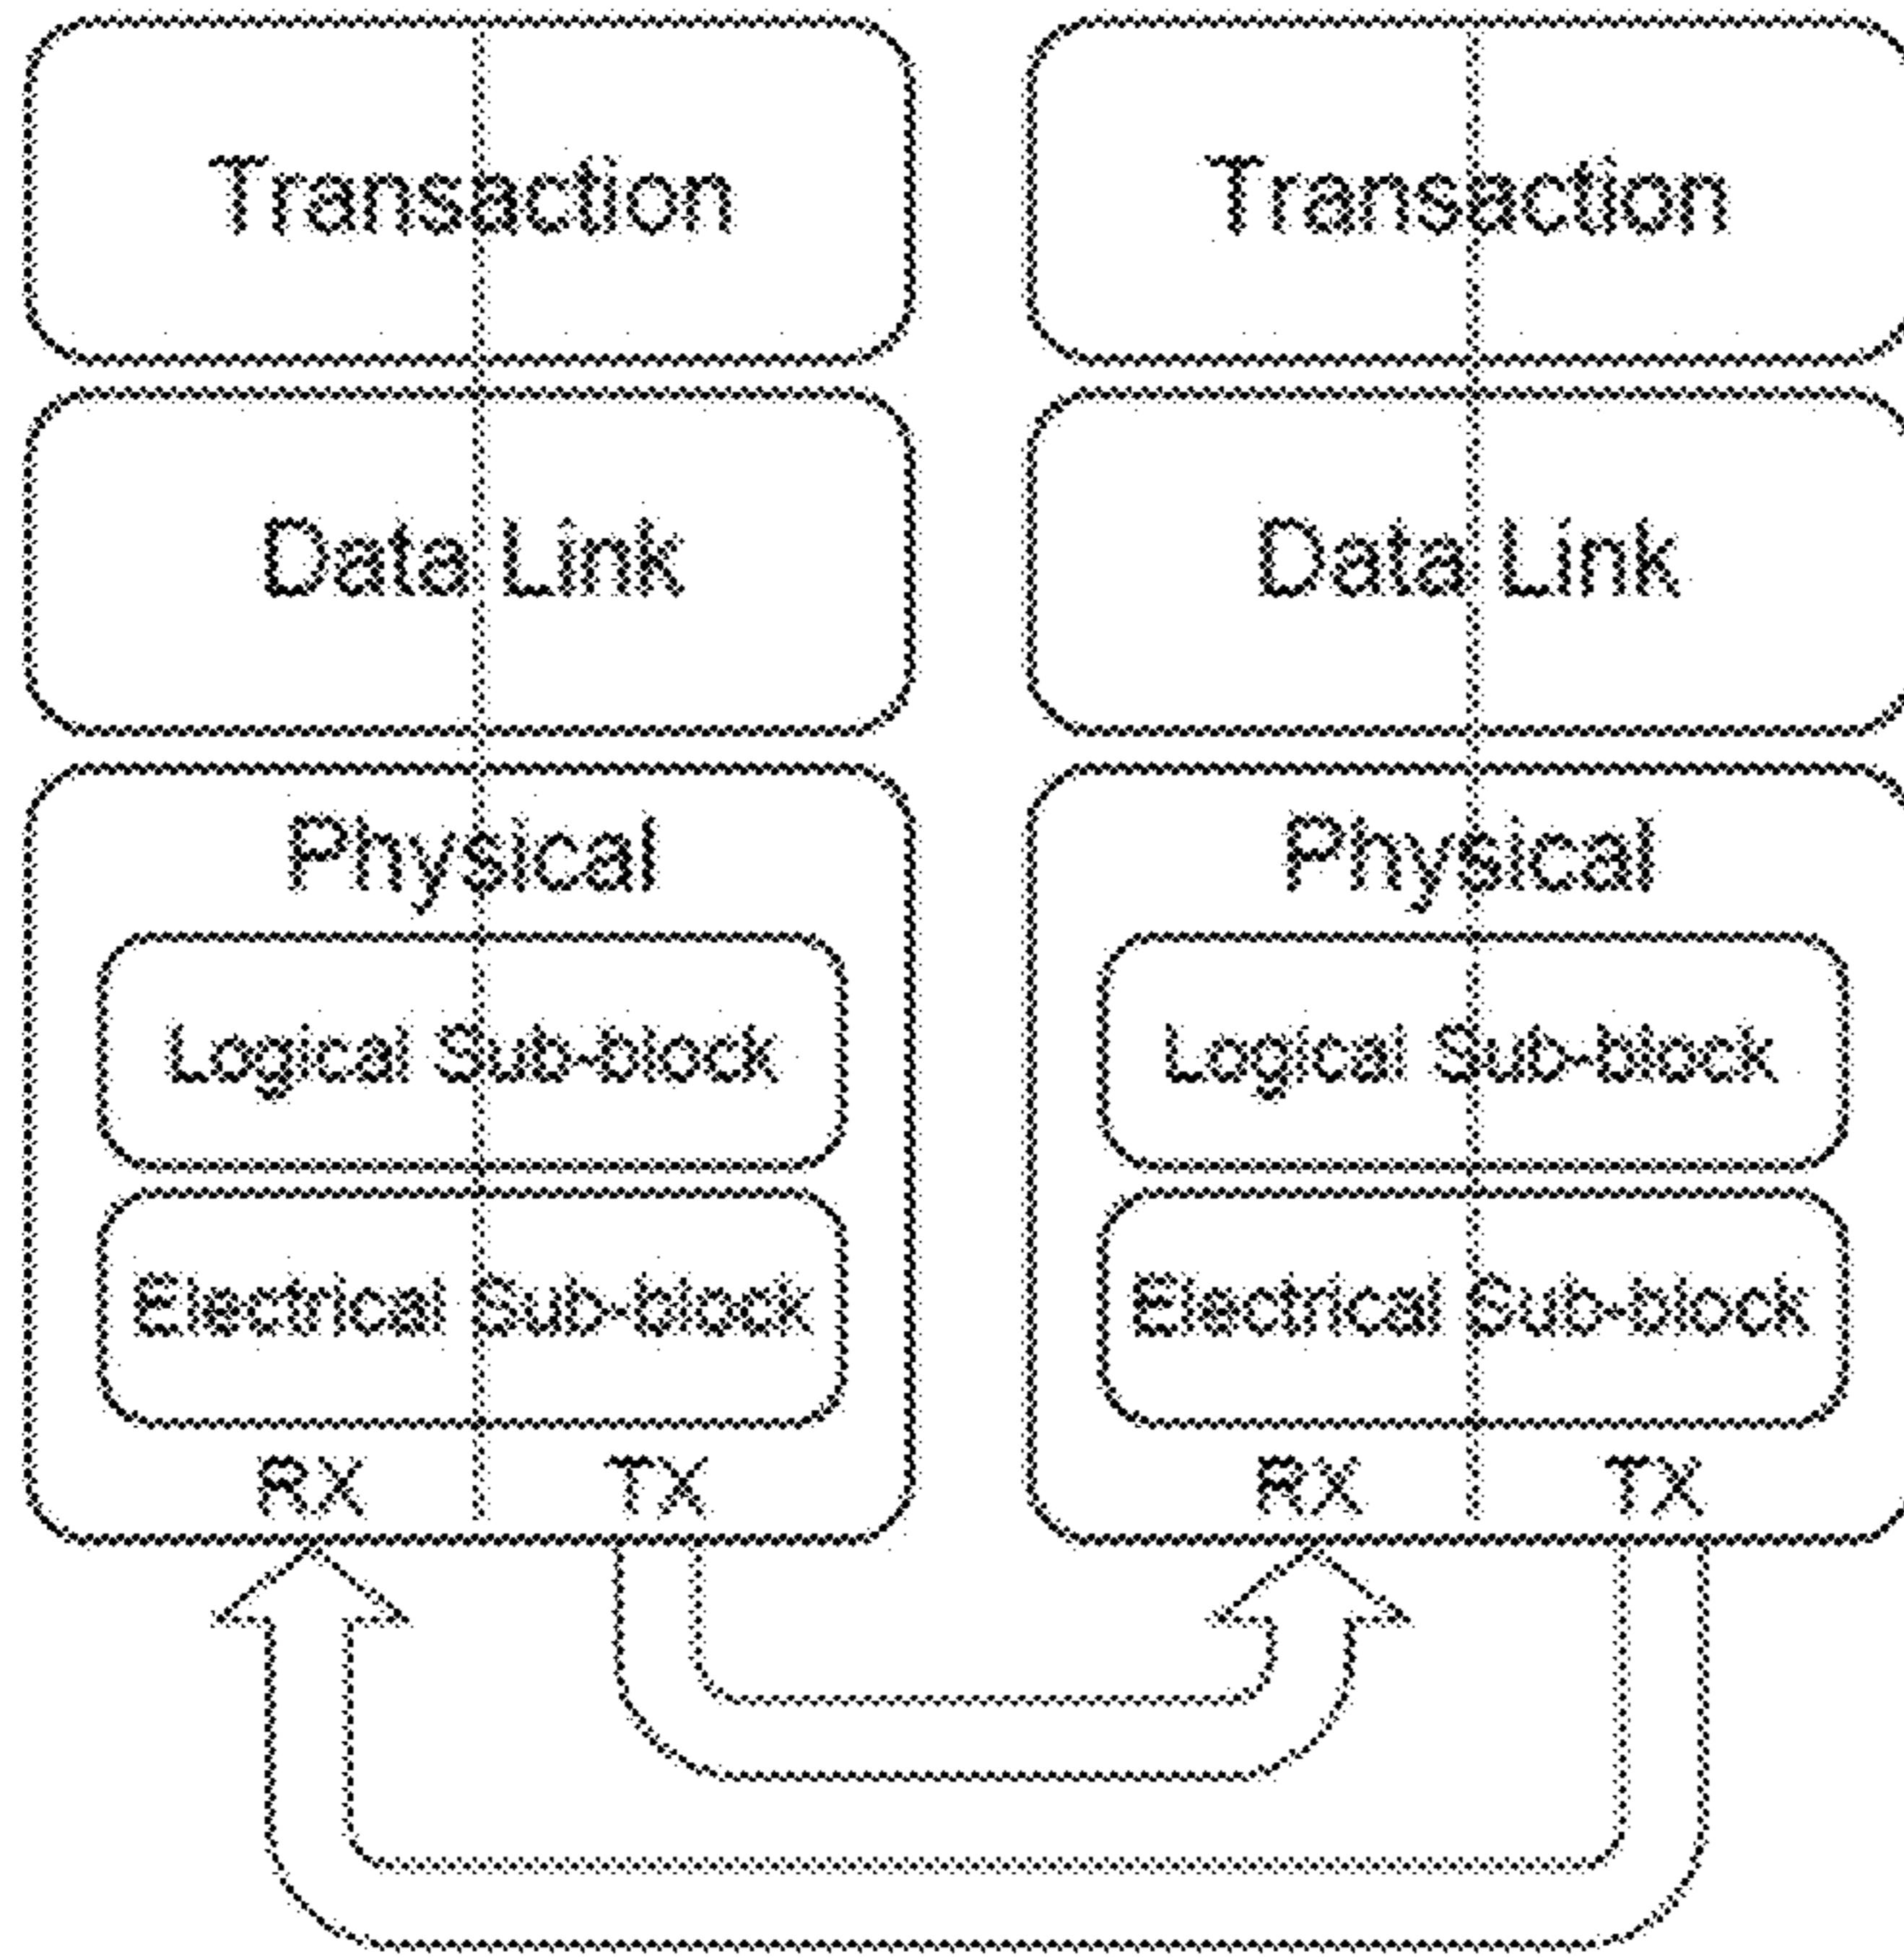 Transaction
Transaction
Data Link
Data Link
Physical
Physical
Logical Sub-block
Logical Sub-block
Electrical Sub-block
Electrical Sub-block
RX TX
RX TX